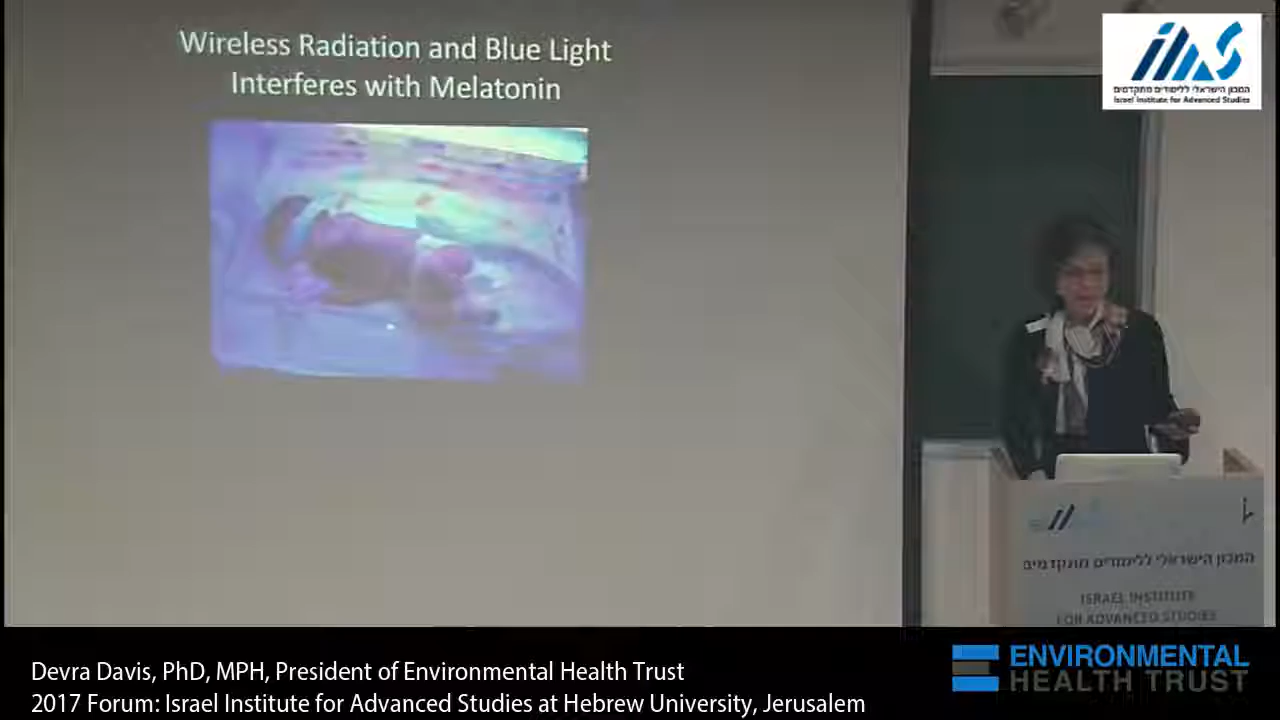 Wireless Radiation and Blue Light
Interferes with Melatonin
המכון הישראלי ללימודים מתקדמים
Israel Institute for Advanced Studies
המכון הישראלי ללימודים מתקדמים
ISRAEL INSTITUTE
FOR ADVANCED STUDIES
Devra Davis, PhD, MPH, President of Environmental Health Trust
2017 Forum: Israel Institute for Advanced Studies at Hebrew University, Jerusalem
ENVIRONMENTAL
HEALTH TRUST